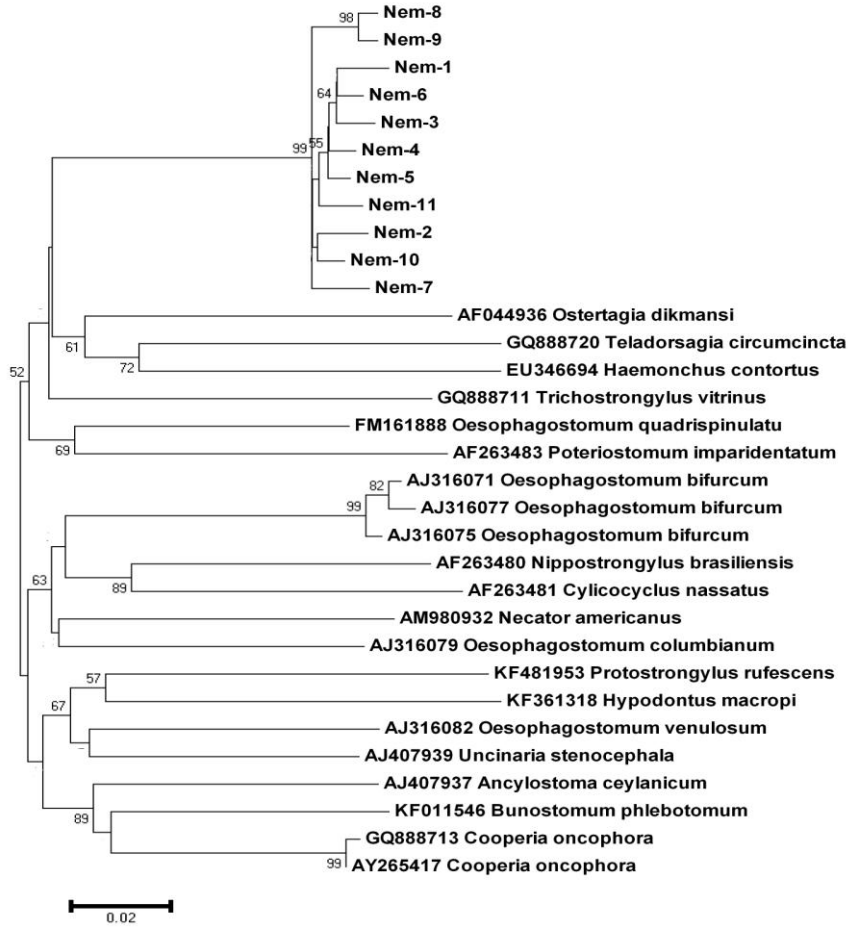 98
Nem-8
Nem-9
Nem-1
64
Nem-6
Nem-3
99
55
Nem-4
Nem-5
Nem-11
Nem-2
Nem-10
Nem-7
AF044936 Ostertagia dikmansi
61
GQ888720 Teladorsagia circumcincta
72
EU346694 Haemonchus contortus
52
GQ888711 Trichostrongylus vitrinus
FM161888 Oesophagostomum quadrispinulatu
69
AF263483 Poteriostomum imparidentatum
82
AJ316071 Oesophagostomum bifurcum
99
AJ316077 Oesophagostomum bifurcum
AJ316075 Oesophagostomum bifurcum
AF263480 Nippostrongylus brasiliensis
63
89
AF263481 Cylicocyclus nassatus
AM980932 Necator americanus
AJ316079 Oesophagostomum columbianum
57
KF481953 Protostrongylus rufescens
67
KF361318 Hypodontus macropi
AJ316082 Oesophagostomum venulosum
AJ407939 Uncinaria stenocephala
AJ407937 Ancylostoma ceylanicum
89
KF011546 Bunostomum phlebotomum
GQ888713 Cooperia oncophora
99
AY265417 Cooperia oncophora
0.02